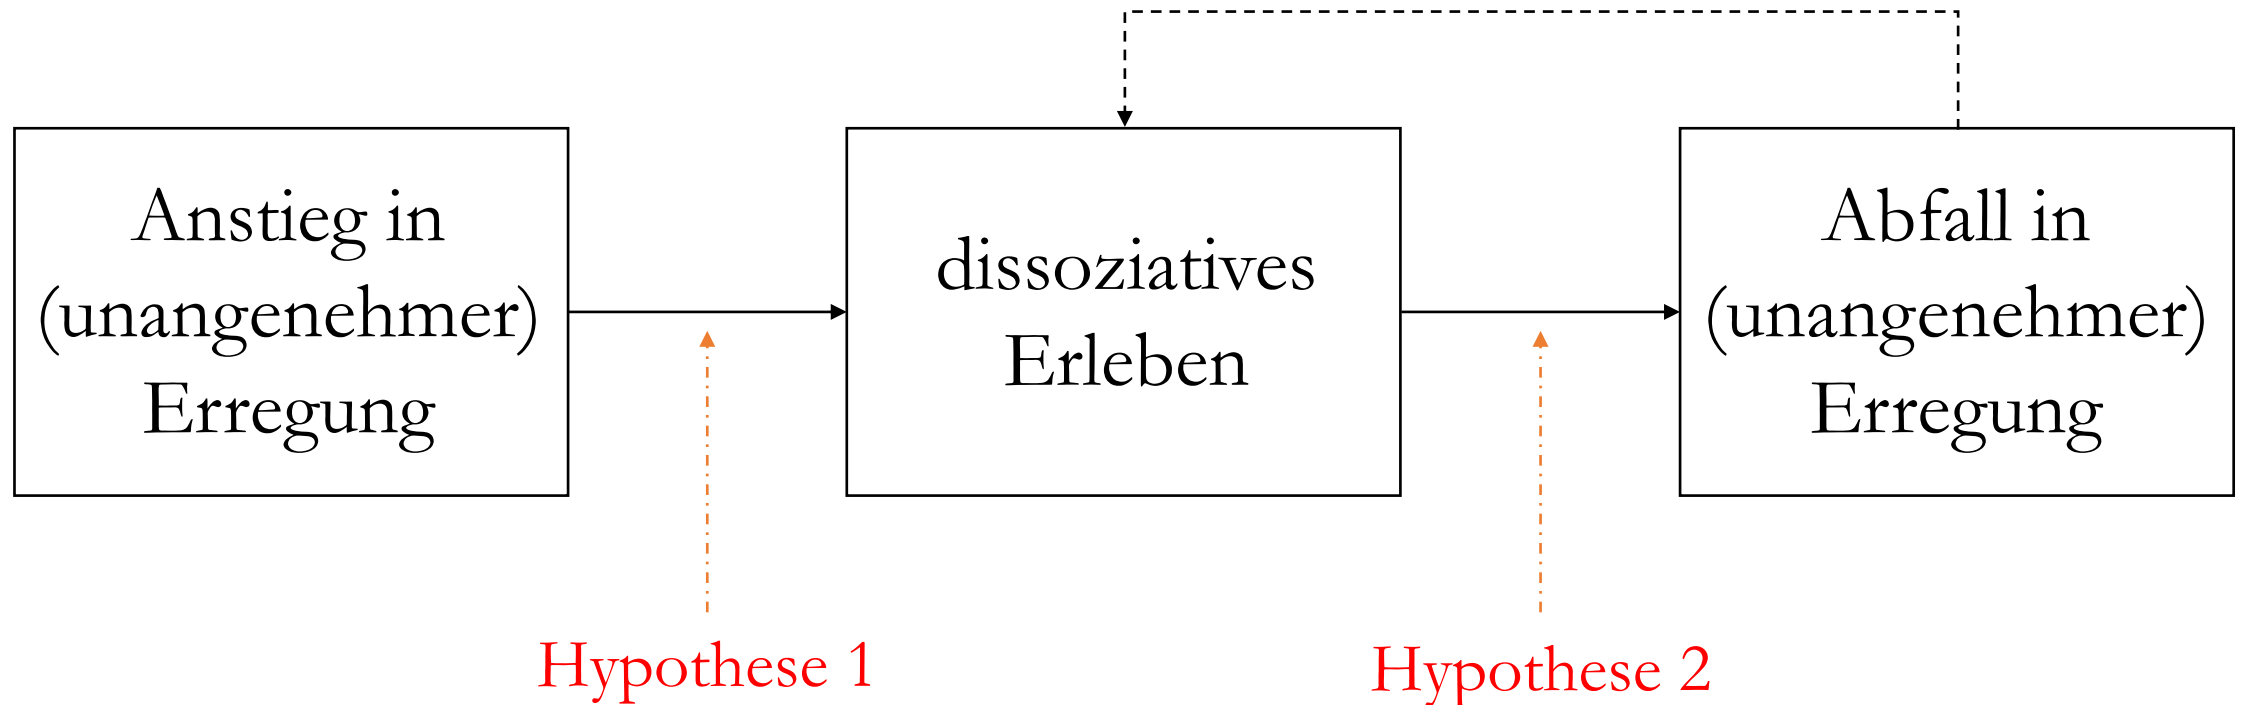 Anstieg in
(unangenehmer)
Erregung
dissoziatives
Erleben
Abfall in
(unangenehmer)
Erregung
Hypothese 1
Hypothese 2